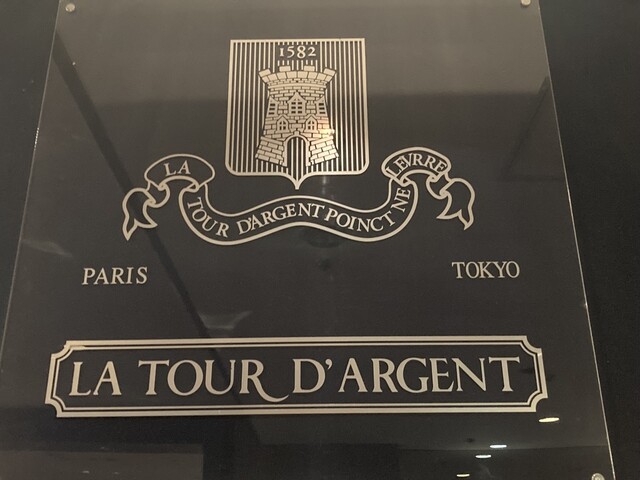 1582
LA TOUR D'ARGENT POINCT NE LEVRRE
PARIS
TOKYO
LA TOUR D'ARGENT